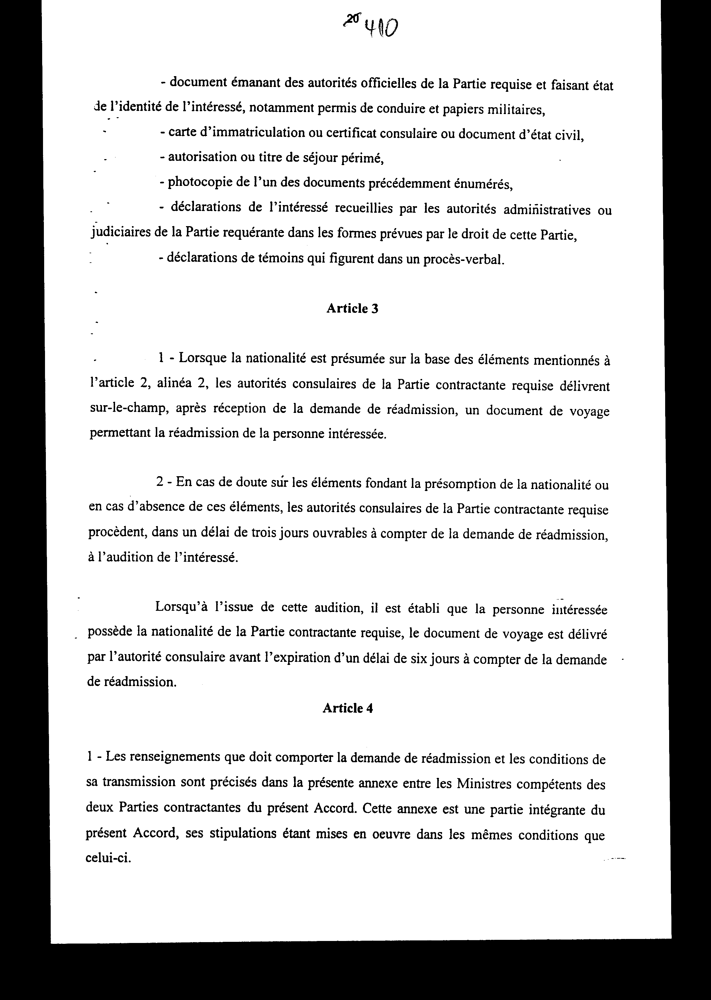 20 410
- document émanant des autorités officielles de la Partie requise et faisant état
de l'identité de l'intéressé, notamment permis de conduire et papiers militaires,
- carte d'immatriculation ou certificat consulaire ou document d'état civil,
- autorisation ou titre de séjour périmé,
- photocopie de l'un des documents précédemment énumérés,
- déclarations de l'intéressé recueillies par les autorités administratives ou
judiciaires de la Partie requérante dans les formes prévues par le droit de cette Partie,
- déclarations de témoins qui figurent dans un procès-verbal.
Article 3
1 - Lorsque la nationalité est présumée sur la base des éléments mentionnés à
l'article 2, alinéa 2, les autorités consulaires de la Partie contractante requise délivrent
sur-le-champ, après réception de la demande de réadmission, un document de voyage
permettant la réadmission de la personne intéressée.
2 - En cas de doute sur les éléments fondant la présomption de la nationalité ou
en cas d'absence de ces éléments, les autorités consulaires de la Partie contractante requise
procèdent, dans un délai de trois jours ouvrables à compter de la demande de réadmission,
à l'audition de l'intéressé.
Lorsqu'à l'issue de cette audition, il est établi que la personne intéressée
possède la nationalité de la Partie contractante requise, le document de voyage est délivré
par l'autorité consulaire avant l'expiration d'un délai de six jours à compter de la demande
de réadmission.
Article 4
1 - Les renseignements que doit comporter la demande de réadmission et les conditions de
sa transmission sont précisés dans la présente annexe entre les Ministres compétents des
deux Parties contractantes du présent Accord. Cette annexe est une partie intégrante du
présent Accord, ses stipulations étant mises en oeuvre dans les mêmes conditions que
celui-ci.